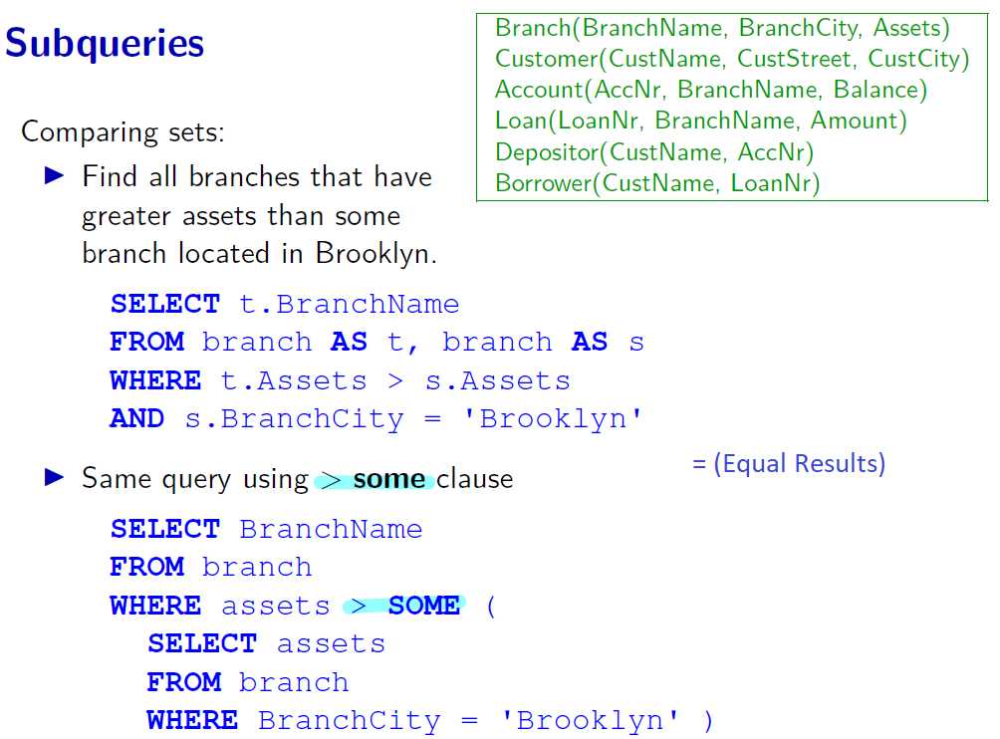 Subqueries
Branch(BranchName, BranchCity, Assets)
Customer(CustName, CustStreet, CustCity)
Account(AccNr, BranchName, Balance)
Loan(LoanNr, BranchName, Amount)
Depositor(CustName, AccNr)
Borrower(CustName, LoanNr)
Comparing sets:
▶ Find all branches that have
greater assets than some
branch located in Brooklyn.
SELECT t.BranchName
FROM branch AS t, branch AS s
WHERE t.Assets > s.Assets
AND s.BranchCity = 'Brooklyn'
= (Equal Results)
▶ Same query using > some clause
SELECT BranchName
FROM branch
WHERE assets > SOME (
SELECT assets
FROM branch
WHERE BranchCity = 'Brooklyn' )